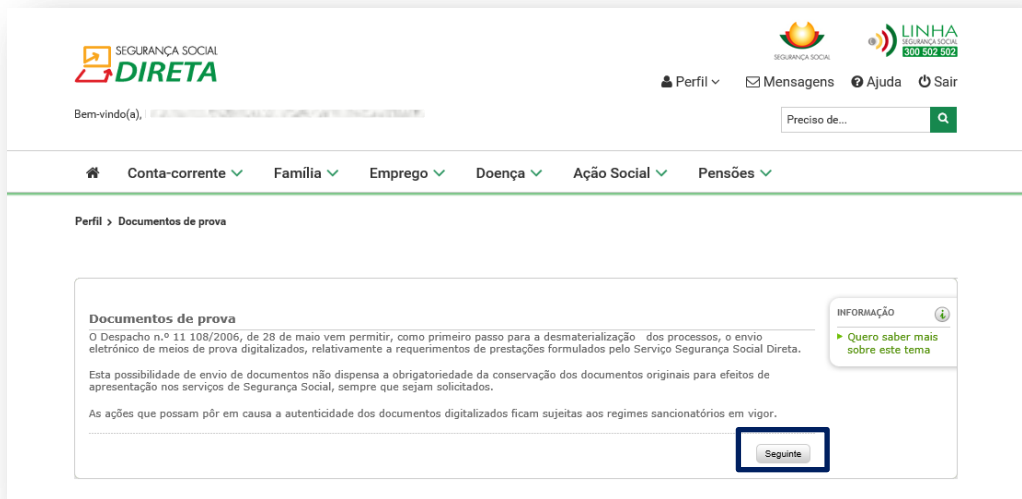 SEGURANÇA SOCIAL
DIRETA
SEGURANÇA SOCIAL
LINHA
SEGURANÇA SOCIAL
300 502 502
Perfil Mensagens Ajuda Sair
Bem-vindo(a),
Preciso de...
Conta-corrente Família Emprego Doença Ação Social Pensões
Perfil > Documentos de prova
Documentos de prova
O Despacho n.º 11 108/2006, de 28 de maio vem permitir, como primeiro passo para a desmaterialização dos processos, o envio
eletrónico de meios de prova digitalizados, relativamente a requerimentos de prestações formulados pelo Serviço Segurança Social Direta.
Esta possibilidade de envio de documentos não dispensa a obrigatoriedade da conservação dos documentos originais para efeitos de
apresentação nos serviços de Segurança Social, sempre que sejam solicitados.
As ações que possam pôr em causa a autenticidade dos documentos digitalizados ficam sujeitas aos regimes sancionatórios em vigor.
Seguinte
INFORMAÇÃO
Quero saber mais
sobre este tema